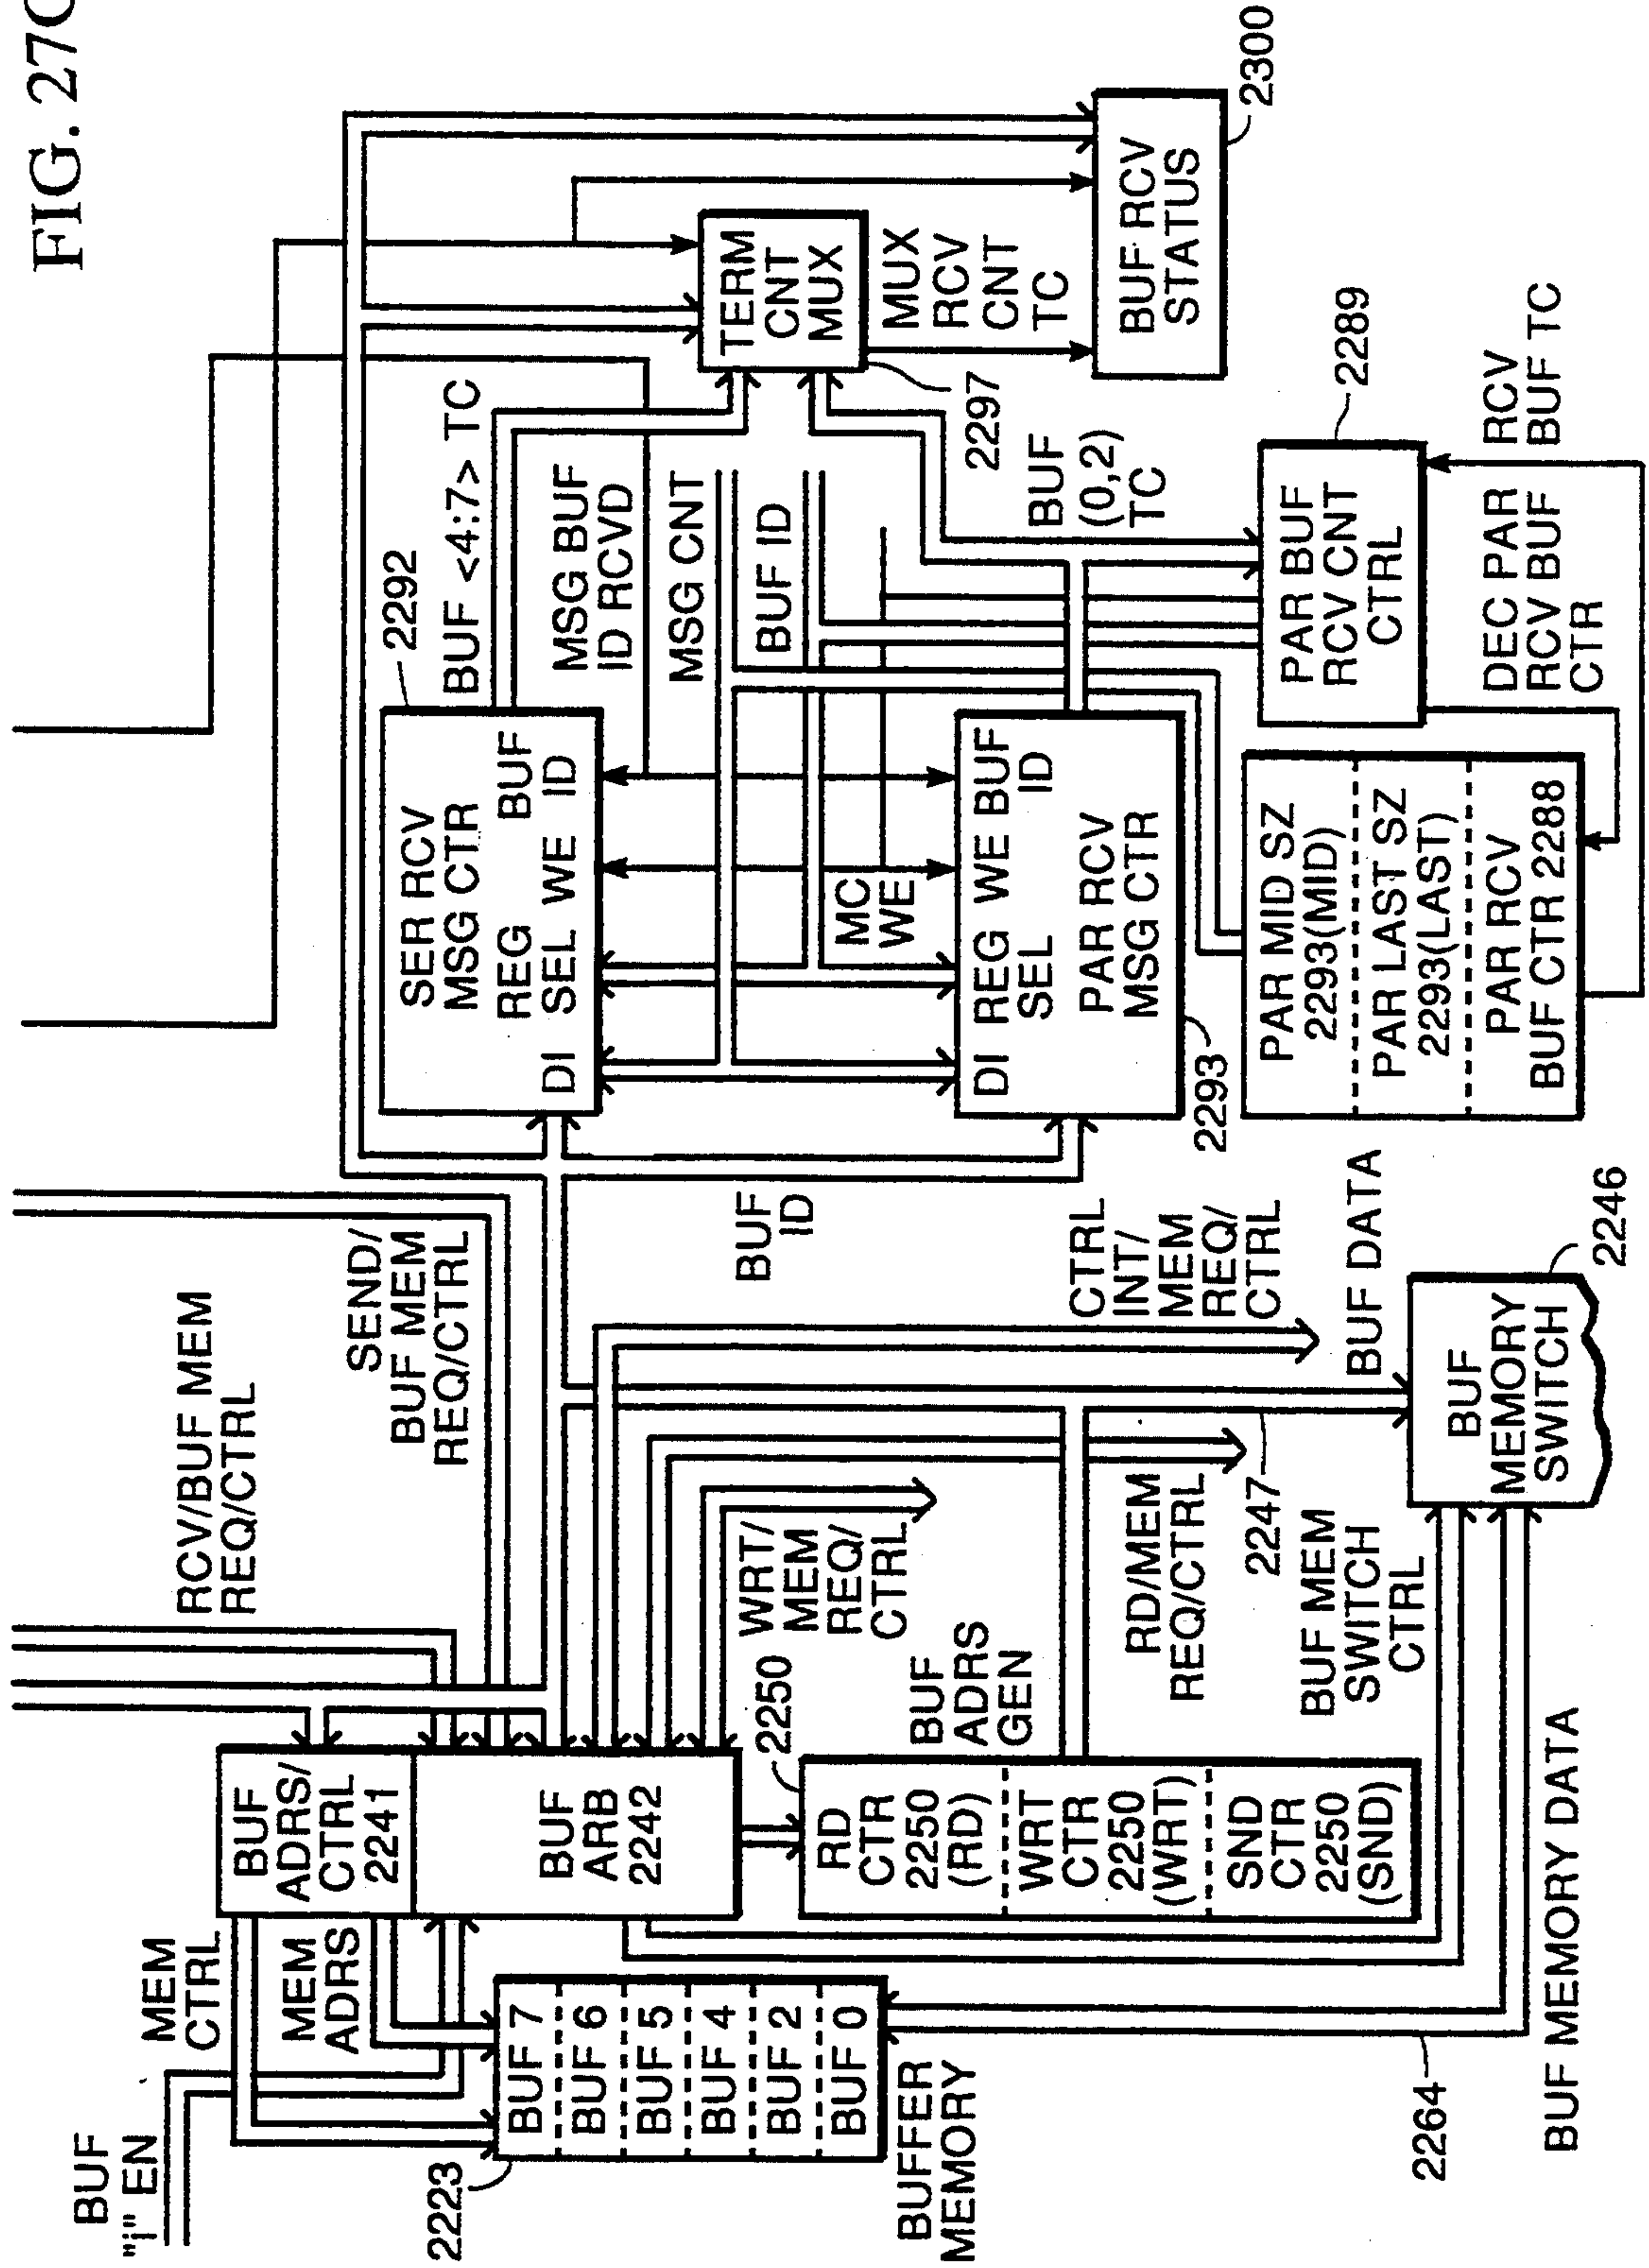 FIG. 27C
BUF
"i" EN
MEM
CTRL
MEM
ADRS
BUF
ADRS/
CTRL
2241
BUF
ARB
2242
RCV/BUF MEM
REQ/CTRL
SEND/
BUF MEM
REQ/CTRL
2223
BUF 7
BUF 6
BUF 5
BUF 4
BUF 2
BUF 0
BUFFER
MEMORY
2250
RD
CTR
2250
(RD)
WRT
CTR
2250
(WRT)
SND
CTR
2250
(SND)
WRT/
MEM
REQ/
CTRL
BUF
ADRS
GEN
RD/MEM
REQ/CTRL
2247
BUF MEM
SWITCH
CTRL
CTRL
INT/
MEM
REQ/
CTRL
BUF DATA
BUF
MEMORY
SWITCH
2246
2264
BUF MEMORY DATA
BUF
ID
2292
SER RCV
MSG CTR
REG
SEL
WE
BUF
ID
DI
BUF <4:7> TC
MSG BUF
ID RCVD
MSG CNT
BUF ID
MC
WE
DI
REG
SEL
WE
BUF
ID
PAR RCV
MSG CTR
2293
TERM
CNT
MUX
2297
MUX
RCV
CNT
TC
BUF RCV
STATUS
2300
BUF
(0,2)
TC
PAR BUF
RCV CNT
CTRL
2289
PAR MID SZ
2293(MID)
PAR LAST SZ
2293(LAST)
PAR RCV
BUF CTR 2288
DEC PAR
RCV BUF
CTR
RCV
BUF TC